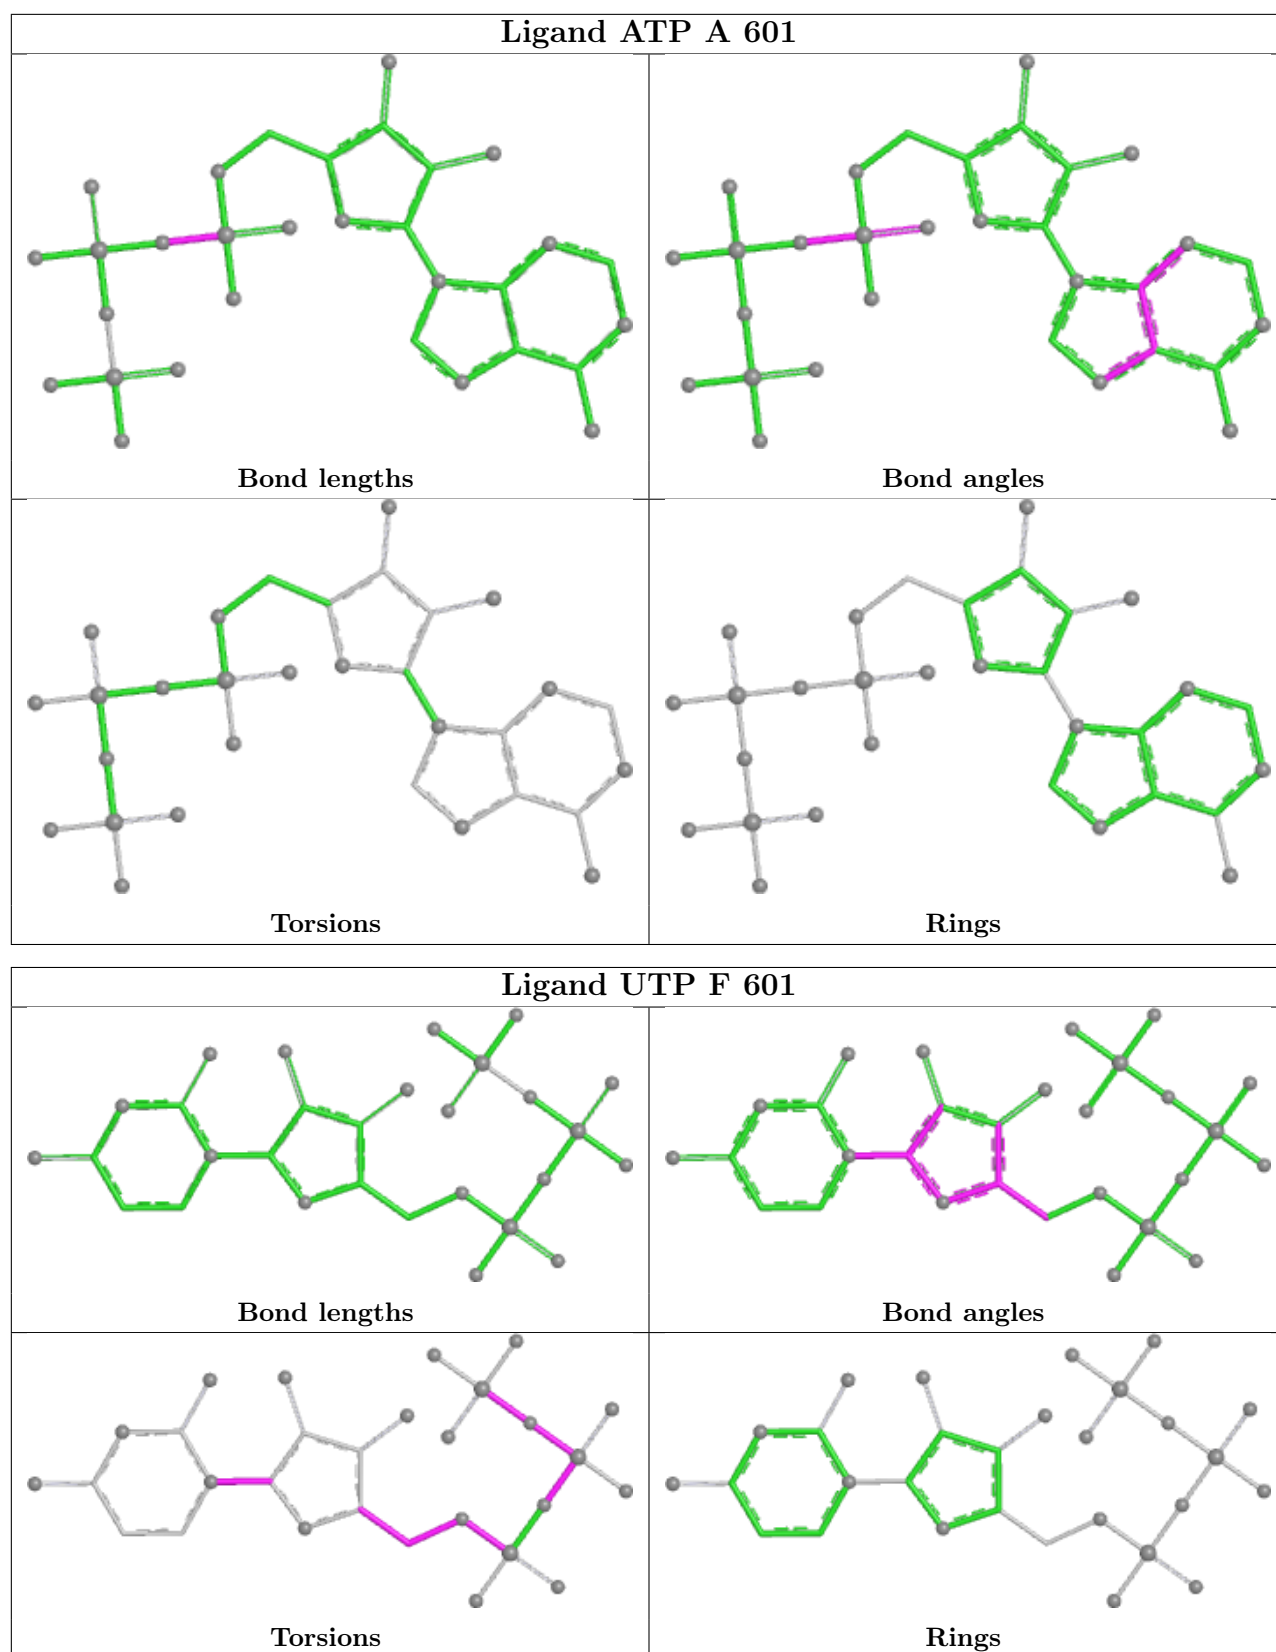 Ligand ATP A 601
Bond lengths
Bond angles
Torsions
Rings
Ligand UTP F 601
Bond lengths
Bond angles
Torsions
Rings